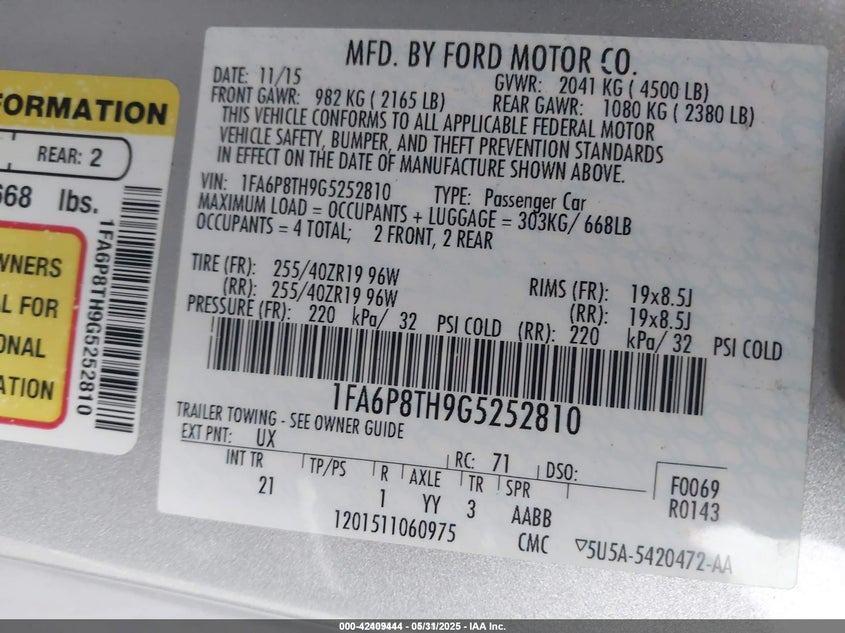 FORMATION
REAR: 2
668 lbs.
1FA6P8TH9G5252810
WNERS
AL FOR
ONAL
ATION
MFD. BY FORD MOTOR CO.
DATE: 11/15 GVWR: 2041 KG ( 4500 LB)
FRONT GAWR: 982 KG ( 2165 LB) REAR GAWR: 1080 KG ( 2380 LB)
THIS VEHICLE CONFORMS TO ALL APPLICABLE FEDERAL MOTOR
VEHICLE SAFETY, BUMPER, AND THEFT PREVENTION STANDARDS
IN EFFECT ON THE DATE OF MANUFACTURE SHOWN ABOVE.
VIN: 1FA6P8TH9G5252810 TYPE: Passenger Car
MAXIMUM LOAD = OCCUPANTS + LUGGAGE = 303KG/ 668LB
OCCUPANTS = 4 TOTAL; 2 FRONT, 2 REAR
TIRE (FR): 255/40ZR19 96W RIMS (FR): 19x8.5J
(RR): 255/40ZR19 96W (RR): 19x8.5J
PRESSURE (FR): 220 kPa/ 32 PSI COLD (RR): 220 kPa/ 32 PSI COLD
1FA6P8TH9G5252810
TRAILER TOWING - SEE OWNER GUIDE
EXT PNT: UX RC: 71 DSO: F0069
INT TR TP/PS R AXLE TR SPR R0143
21 1 YY 3 AABB
1201511060975 CMC ▽5U5A-5420472-AA
000-42409444 - 05/31/2025 - IAA Inc.